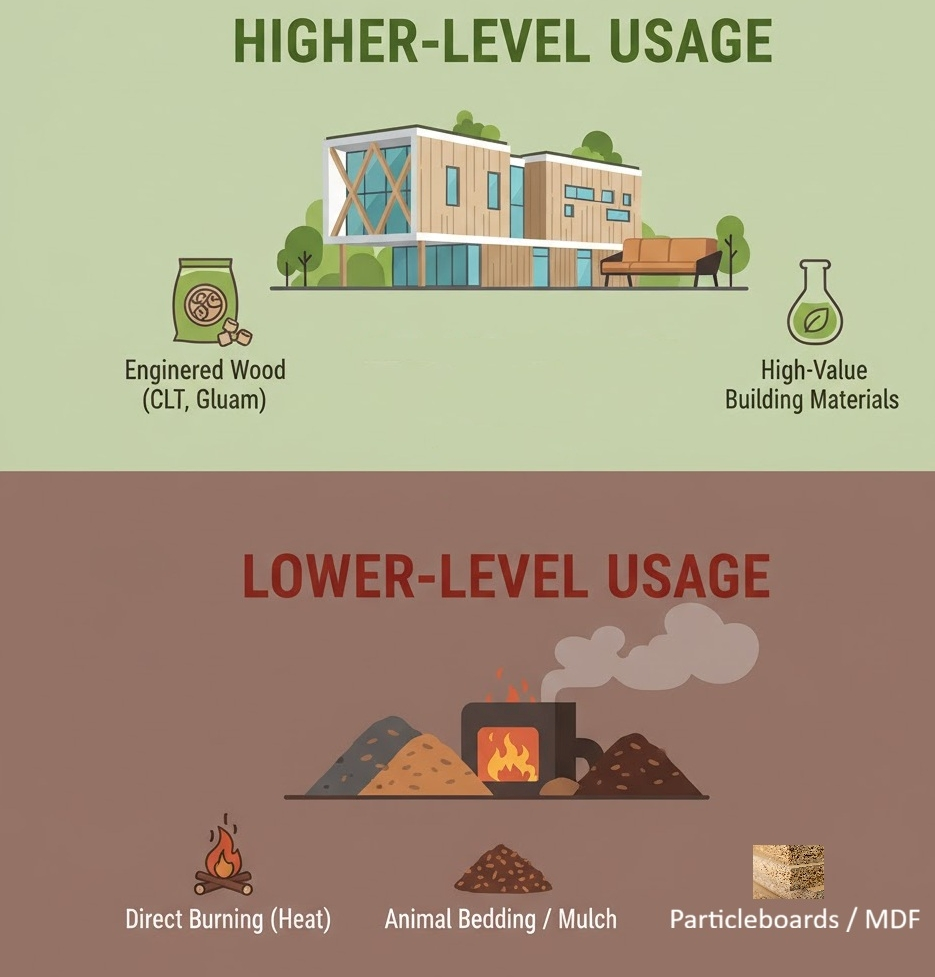 HIGHER-LEVEL USAGE
Enginered Wood
(CLT, Gluam)
High-Value
Building Materials
LOWER-LEVEL USAGE
Direct Burning (Heat)
Animal Bedding / Mulch
Particleboards / MDF